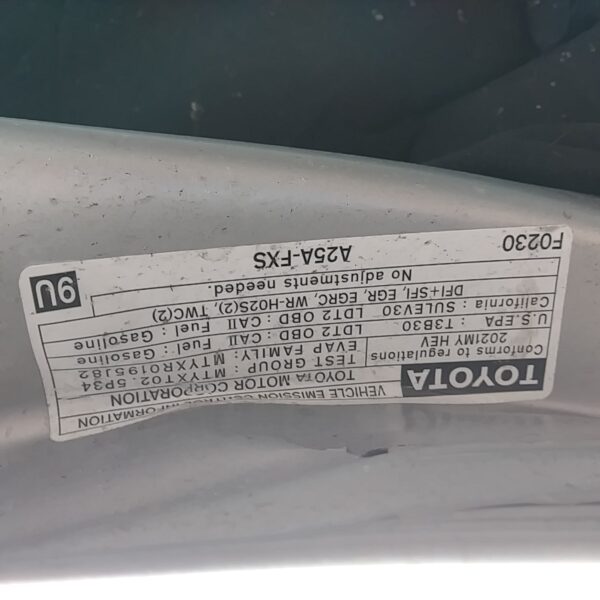 VEHICLE EMISSION CONTROL INFORMATION
TOYOTA
TOYOTA MOTOR CORPORATION
Conforms to regulations
2021MY HEV
TEST GROUP : MTYXT02.5P34
EVAP FAMILY: MTYXR0195J82
U.S.EPA : T3B30 LDT2 OBD : CAII Fuel : Gasoline
California : SULEV30 LDT2 OBD : CAII Fuel : Gasoline
DFI+SFI, EGR, EGRC, WR-HO2S(2), TWC(2)
No adjustments needed.
9U
F0230 A25A-FXS